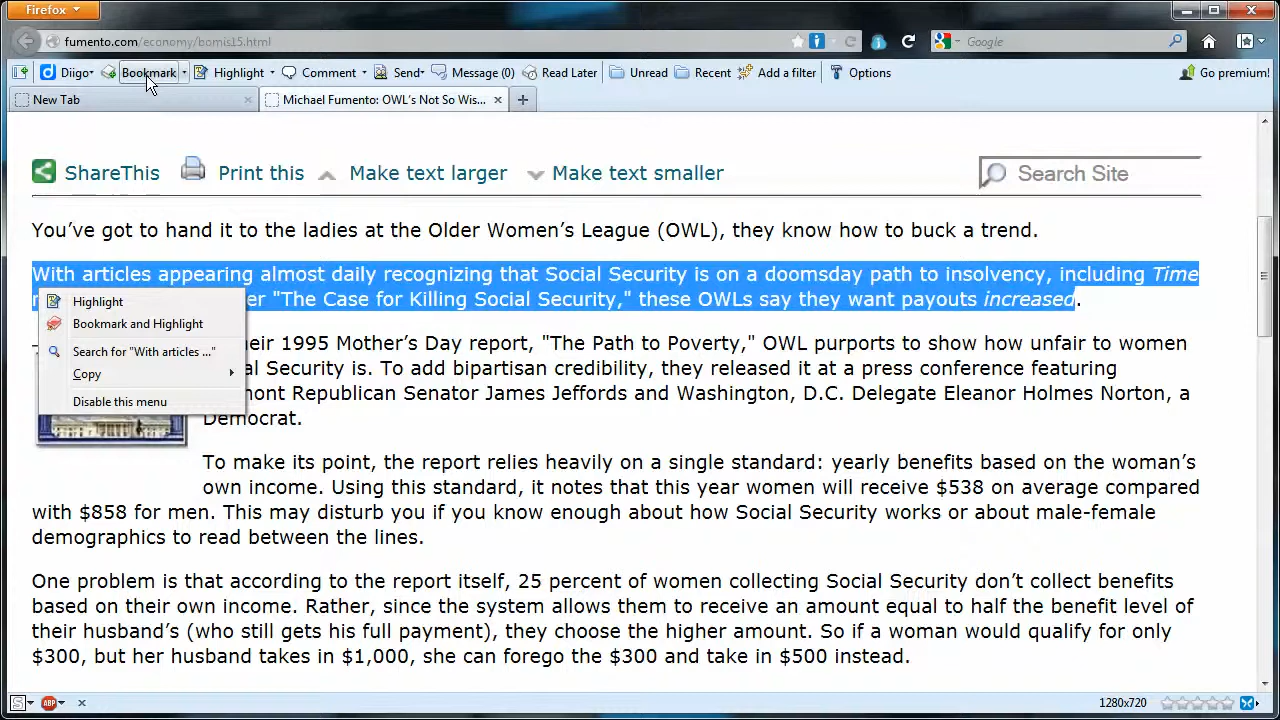 Firefox
fumento.com/economy/bomis15.html
Google
Diigo Bookmark Highlight Comment Send Message (0) Read Later Unread Recent Add a filter Options Go premium!
New Tab
Michael Fumento: OWL's Not So Wis...
ShareThis Print this Make text larger Make text smaller Search Site
You've got to hand it to the ladies at the Older Women's League (OWL), they know how to buck a trend.
With articles appearing almost daily recognizing that Social Security is on a doomsday path to insolvency, including Time
er "The Case for Killing Social Security," these OWLs say they want payouts increased.
Highlight
Bookmark and Highlight
Search for "With articles ..."
Copy
Disable this menu
eir 1995 Mother's Day report, "The Path to Poverty," OWL purports to show how unfair to women
al Security is. To add bipartisan credibility, they released it at a press conference featuring
mont Republican Senator James Jeffords and Washington, D.C. Delegate Eleanor Holmes Norton, a
Democrat.
To make its point, the report relies heavily on a single standard: yearly benefits based on the woman's
own income. Using this standard, it notes that this year women will receive $538 on average compared
with $858 for men. This may disturb you if you know enough about how Social Security works or about male-female
demographics to read between the lines.
One problem is that according to the report itself, 25 percent of women collecting Social Security don't collect benefits
based on their own income. Rather, since the system allows them to receive an amount equal to half the benefit level of
their husband's (who still gets his full payment), they choose the higher amount. So if a woman would qualify for only
$300, but her husband takes in $1,000, she can forego the $300 and take in $500 instead.
ABP
1280x720